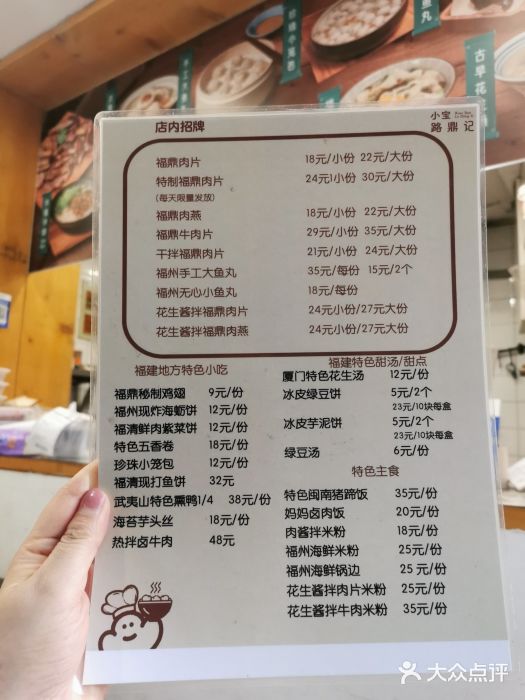 店内招牌
小宝
路鼎记
福鼎肉片 18元/小份 22元/大份
特制福鼎肉片 24元1小份 30元/大份
(每天限量发放)
福鼎肉燕 18元/小份 22元/大份
福鼎牛肉片 29元/小份 35元/大份
干拌福鼎肉片 21元/小份 24元/大份
福州手工大鱼丸 35元/每份 15元/2个
福州无心小鱼丸 18元/每份
花生酱拌福鼎肉片 24元小份/27元大份
花生酱拌福鼎肉燕 24元小份/27元大份
福建地方特色小吃
福鼎秘制鸡翅 9元/份
福州现炸海蛎饼 12元/份
福清鲜肉紫菜饼 12元/份
特色五香卷 18元/份
珍珠小笼包 12元/份
福清现打鱼饼 32元
武夷山特色熏鸭1/4 38元/份
海苔芋头丝 18元/份
热拌卤牛肉 48元
福建特色甜汤/甜点
厦门特色花生汤 12元/份
冰皮绿豆饼 5元/2个
23元/10块每盒
冰皮芋泥饼 5元/2个
23元/10块每盒
绿豆汤 6元/份
特色主食
特色闽南猪蹄饭 35元/份
妈妈卤肉饭 20元/份
肉酱拌米粉 18元/份
福州海鲜米粉 25元/份
福州海鲜锅边 25元/份
花生酱拌肉片米粉 25元/份
花生酱拌牛肉米粉 35元/份
鱼丸
古早花生汤
大众点评